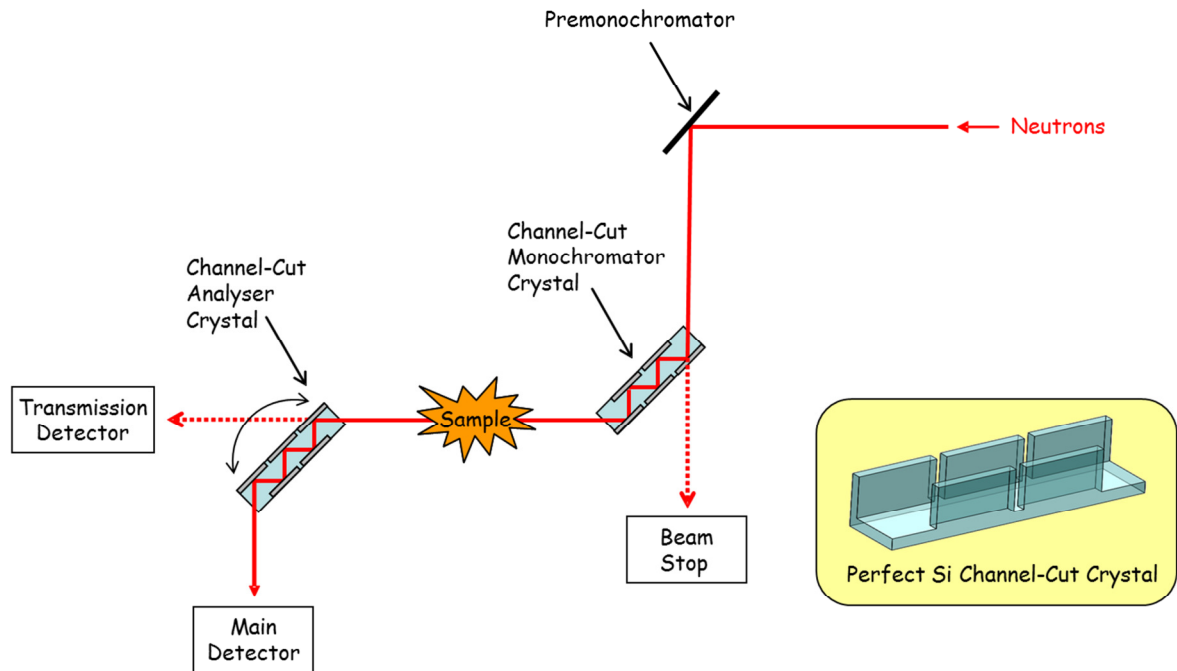 Premonochromator
Neutrons
Channel-Cut
Monochromator
Crystal
Channel-Cut
Analyser
Crystal
Transmission
Detector
Sample
Beam
Stop
Perfect Si Channel-Cut Crystal
Main
Detector